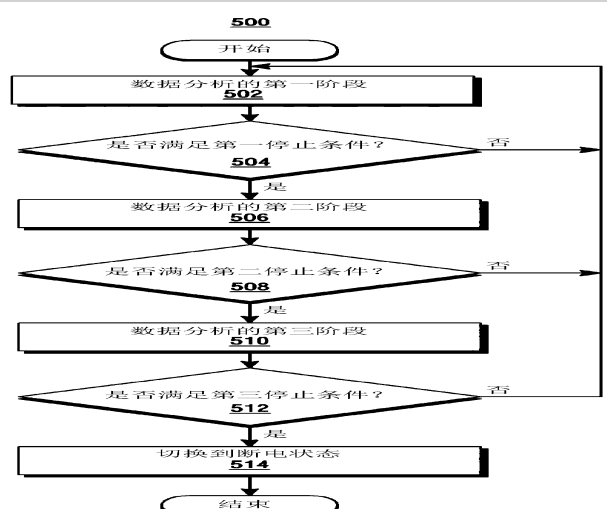 500
开始
数据分析的第一阶段
502
是否满足第一停止条件？
否
504
是
数据分析的第二阶段
506
是否满足第二停止条件？
否
508
是
数据分析的第三阶段
510
是否满足第三停止条件？
否
512
是
切换到断电状态
514
结束